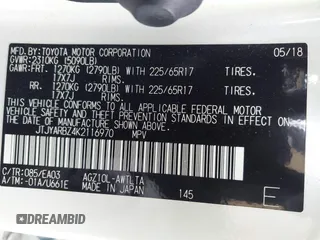 MFD.BY:TOYOTA MOTOR CORPORATION 05/18
GVWR:2310KG (5090LB)
GAWR:FRT. 1270KG (2790LB) WITH 225/65R17 TIRES.
17X7J RIMS.
RR. 1270KG (2790LB) WITH 225/65R17 TIRES.
17X7J RIMS.
THIS VEHICLE CONFORMS TO ALL APPLICABLE
FEDERAL MOTOR VEHICLE SAFETY AND THEFT
PREVENTION STANDARDS IN EFFECT ON THE
DATE OF MANUFACTURE SHOWN ABOVE.
JTJYARBZ4K2116970 MPV
C/TR:085/EA03 AGZ10L-AWTLTA
A/TM:-01A/U661E MADE IN JAPAN 145 E
RIDEWITHAWD